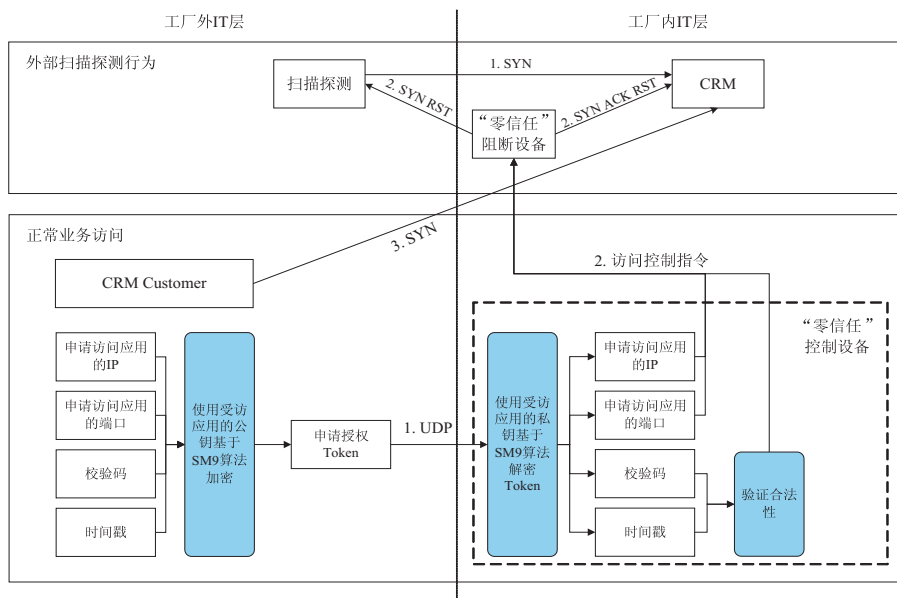 工厂外IT层
工厂内IT层
外部扫描探测行为
扫描探测
1. SYN
CRM
2. SYN RST
2. SYN ACK RST
“零信任”
阻断设备
正常业务访问
3. SYN
CRM Customer
2. 访问控制指令
“零信任”
控制设备
申请访问应用
的IP
申请访问应用
的端口
校验码
时间戳
使用受访
应用的公
钥基于
SM9算法
加密
申请授权
Token
1. UDP
使用受访
应用的私
钥基于
SM9算法
解密
Token
申请访问应用
的IP
申请访问应用
的端口
校验码
时间戳
验证合法
性